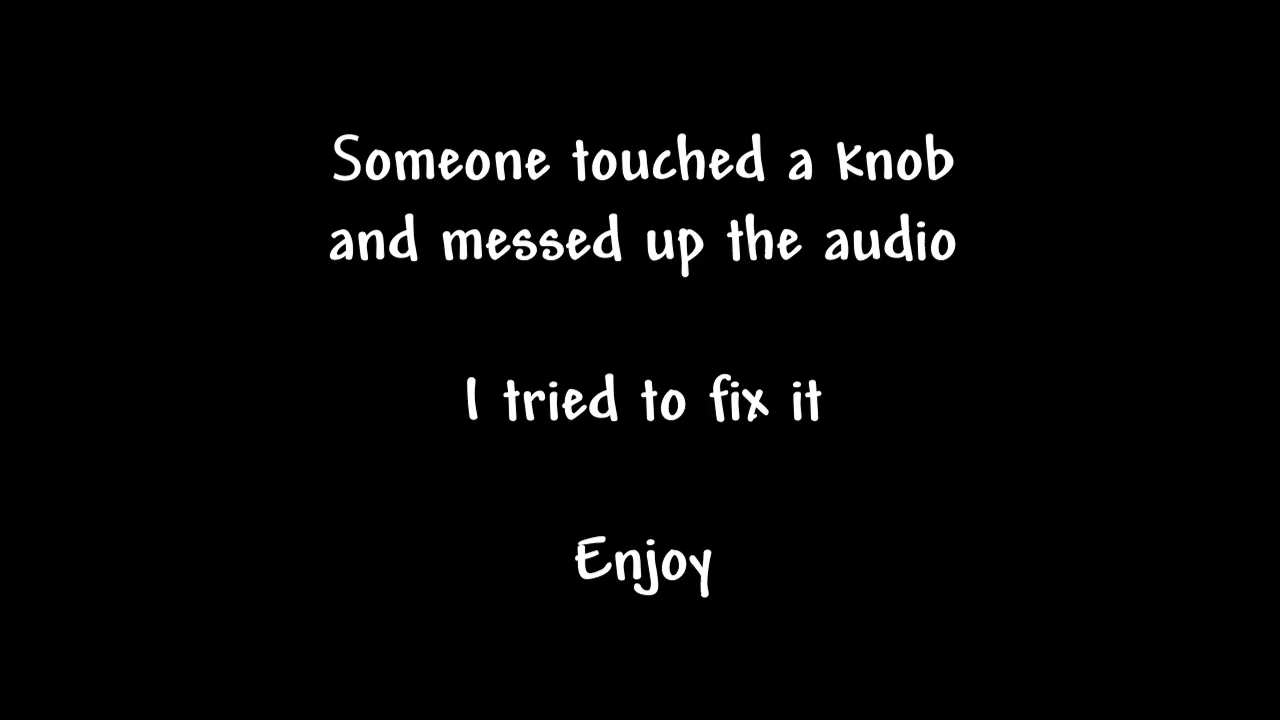 Someone touched a knob
and messed up the audio
I tried to fix it
Enjoy